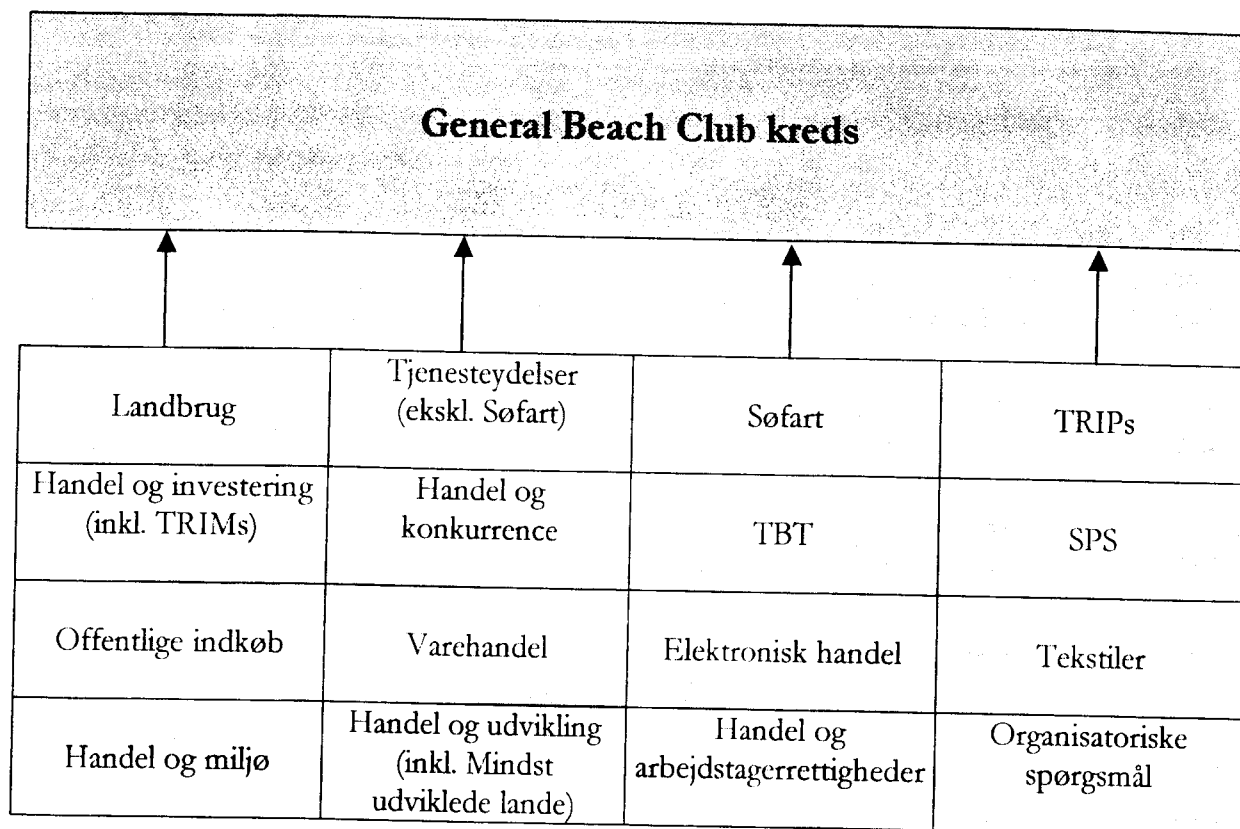 General Beach Club kreds
Landbrug
Tjenesteydelser
(ekskl. Søfart)
Søfart
TRIPs
Handel og investering
(inkl. TRIMs)
Handel og
konkurrence
TBT
SPS
Offentlige indkøb
Varehandel
Elektronisk handel
Tekstiler
Handel og miljø
Handel og udvikling
(inkl. Mindst
udviklede lande)
Handel og
arbejdstagerrettigheder
Organisatoriske
spørgsmål